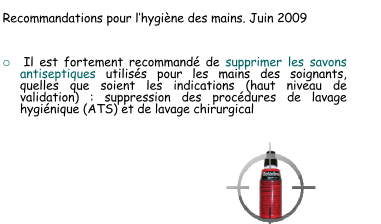 Recommandations pour l'hygiène des mains. Juin 2009
o Il est fortement recommandé de supprimer les savons
antiseptiques utilisés pour les mains des soignants,
quelles que soient les indications (haut niveau de
validation) : suppression des procédures de lavage
hygiénique (ATS) et de lavage chirurgical
Betadine